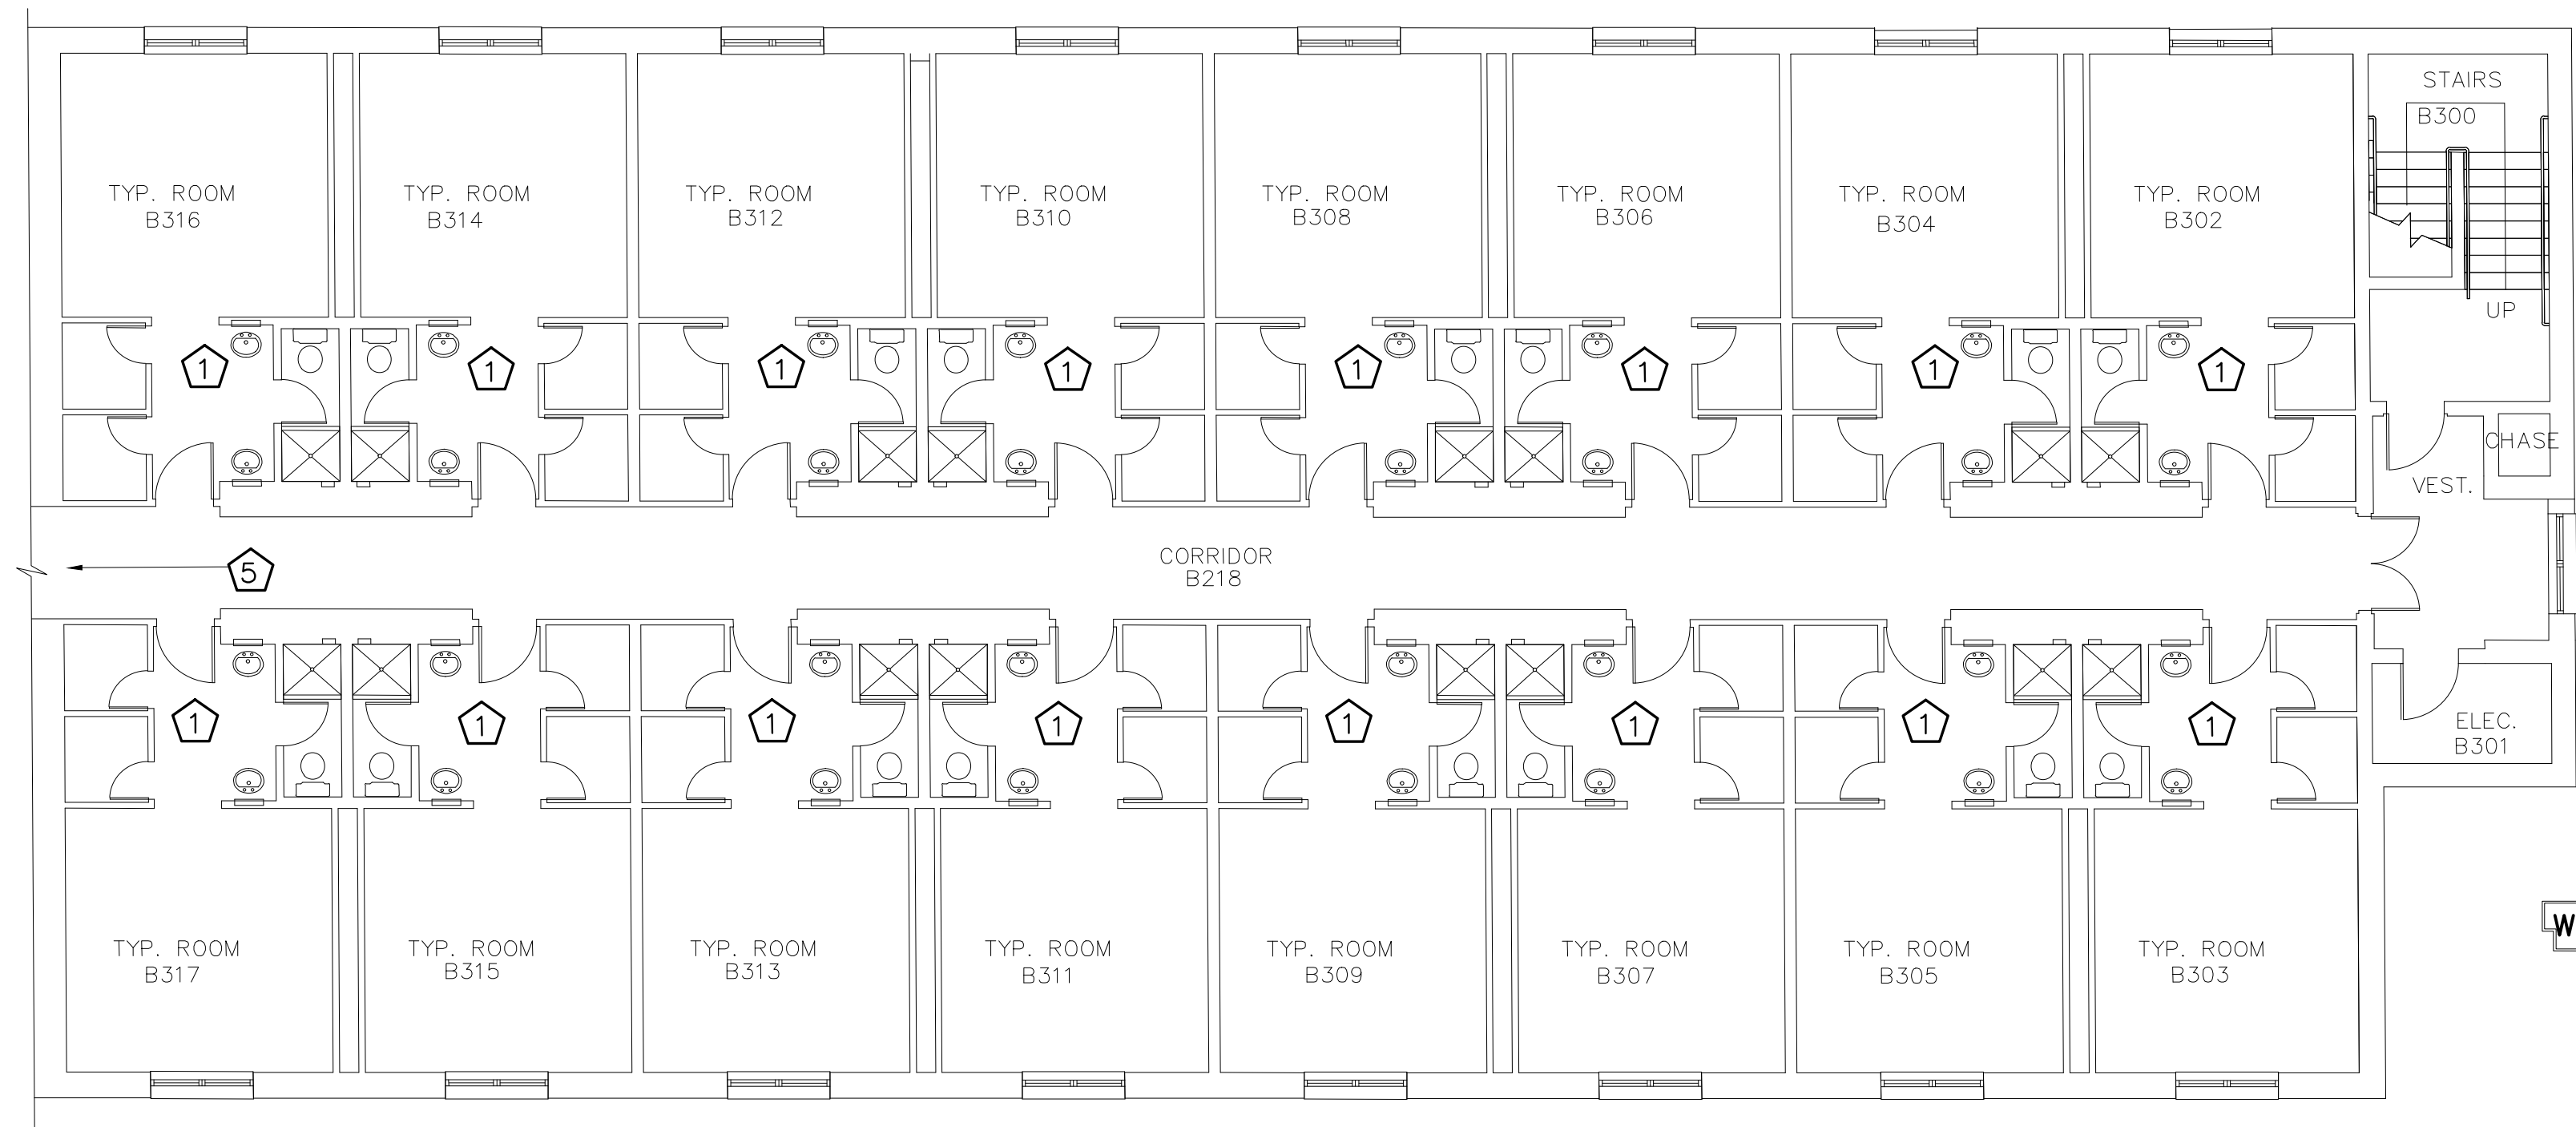 STAIRS
B300
TYP. ROOM
B316
TYP. ROOM
B314
TYP. ROOM
B312
TYP. ROOM
B310
TYP. ROOM
B308
TYP. ROOM
B306
TYP. ROOM
B304
TYP. ROOM
B302
UP
1
1
1
1
1
1
1
1
CHASE
VEST.
5
CORRIDOR
B218
1
1
1
1
1
1
1
1
ELEC.
B301
W
TYP. ROOM
B317
TYP. ROOM
B315
TYP. ROOM
B313
TYP. ROOM
B311
TYP. ROOM
B309
TYP. ROOM
B307
TYP. ROOM
B305
TYP. ROOM
B303